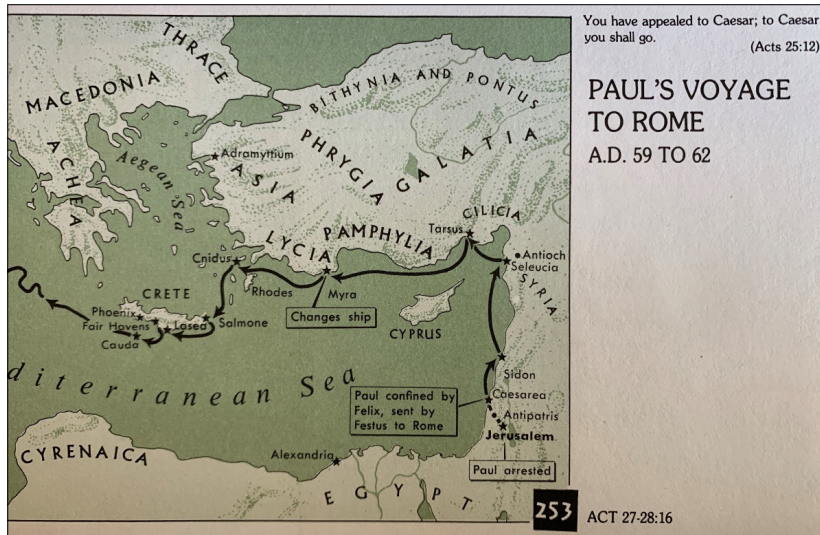 You have appealed to Caesar; to Caesar
you shall go.
(Acts 25:12)
PAUL'S VOYAGE
TO ROME
A.D. 59 TO 62
THRACE
MACEDONIA
BITHYNIA AND PONTUS
ACHEA
Aegean Sea
Adramyttium
ASIA
PHRYGIA
GALATIA
CILICIA
Tarsus
PAMPHYLIA
LYCIA
Antioch
Seleucia
SYRIA
Cnidus
Rhodes
Myra
Changes ship
CYPRUS
CRETE
Phoenix
Fair Havens
Lasea
Salmone
Cauda
diterranean Sea
Sidon
Paul confined by
Felix, sent by
Festus to Rome
Caesarea
Antipatris
Jerusalem
Paul arrested
CYRENAICA
Alexandria
EGYPT
253
ACT 27-28:16